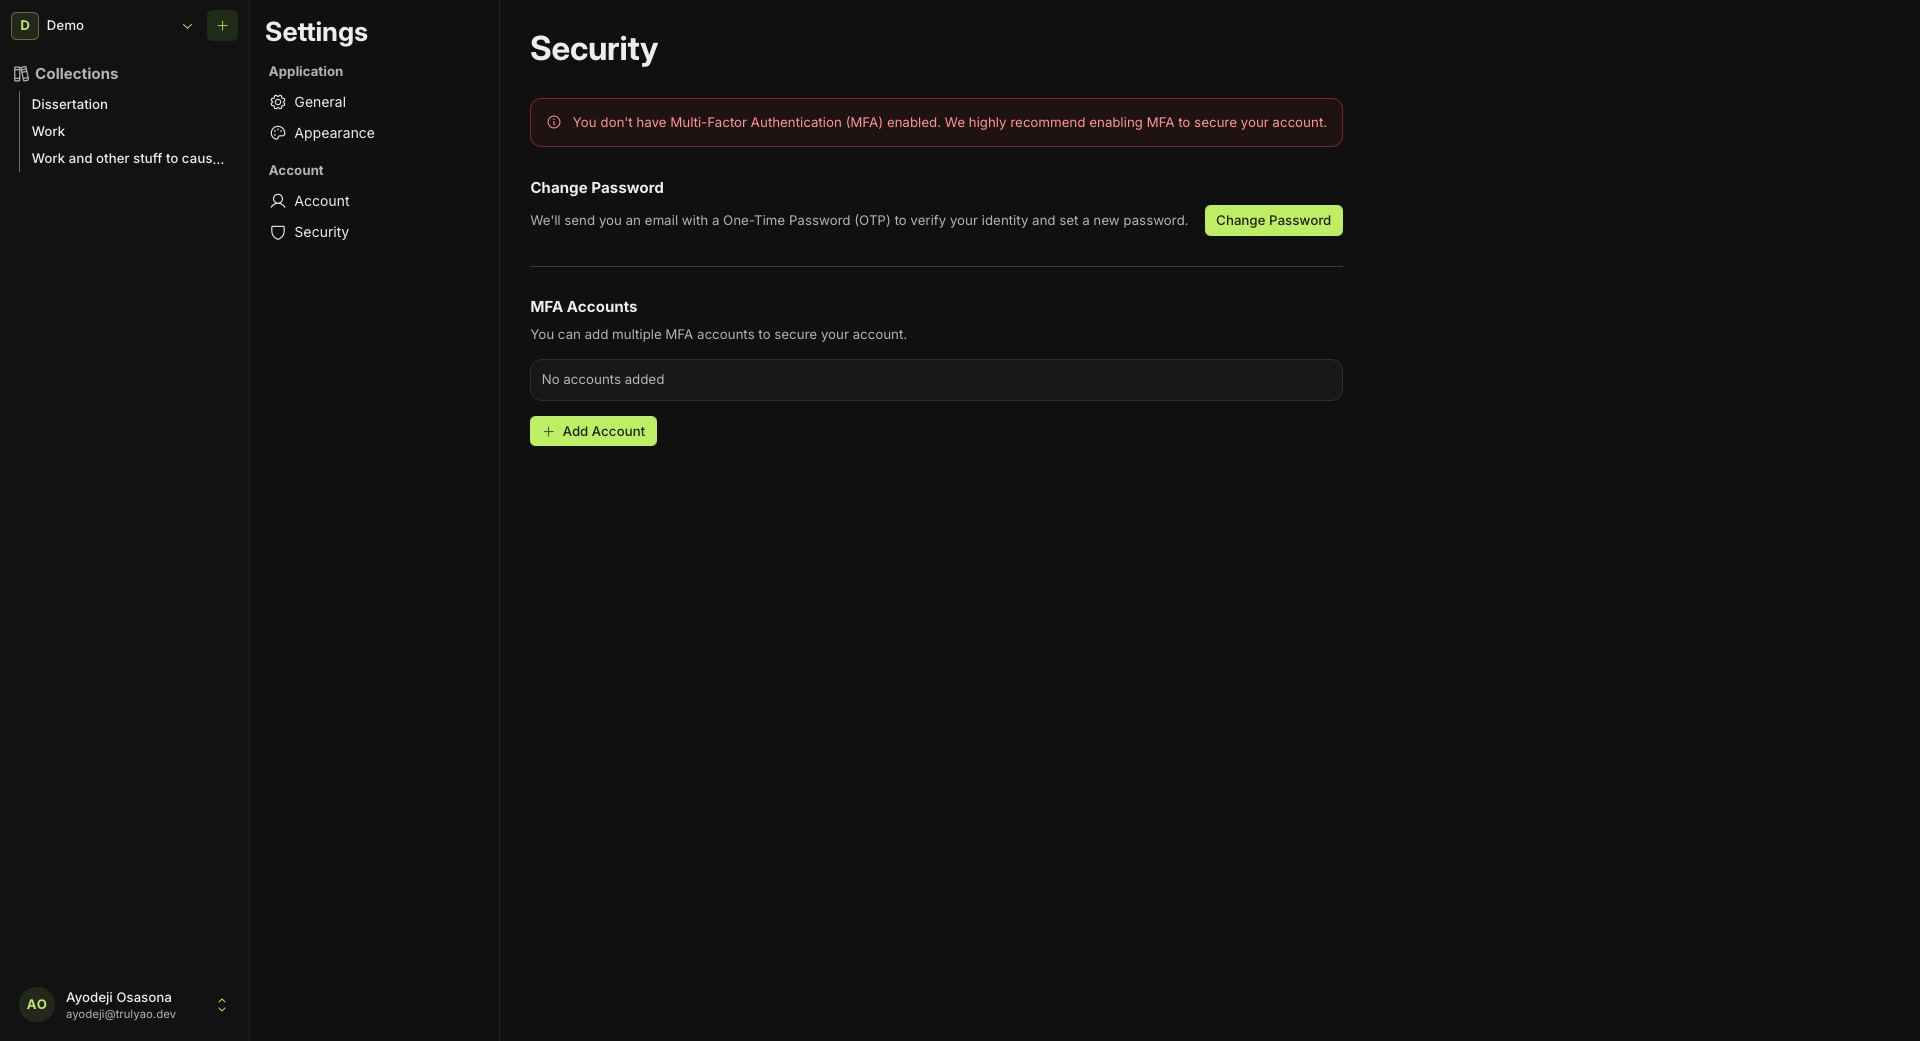 D
Demo
Collections
Dissertation
Work
Work and other stuff to caus...
AO
Ayodeji Osasona
ayodeji@trulyao.dev
Settings
Application
General
Appearance
Account
Account
Security
Security
You don't have Multi-Factor Authentication (MFA) enabled. We highly recommend enabling MFA to secure your account.
Change Password
We'll send you an email with a One-Time Password (OTP) to verify your identity and set a new password.
Change Password
MFA Accounts
You can add multiple MFA accounts to secure your account.
No accounts added
Add Account